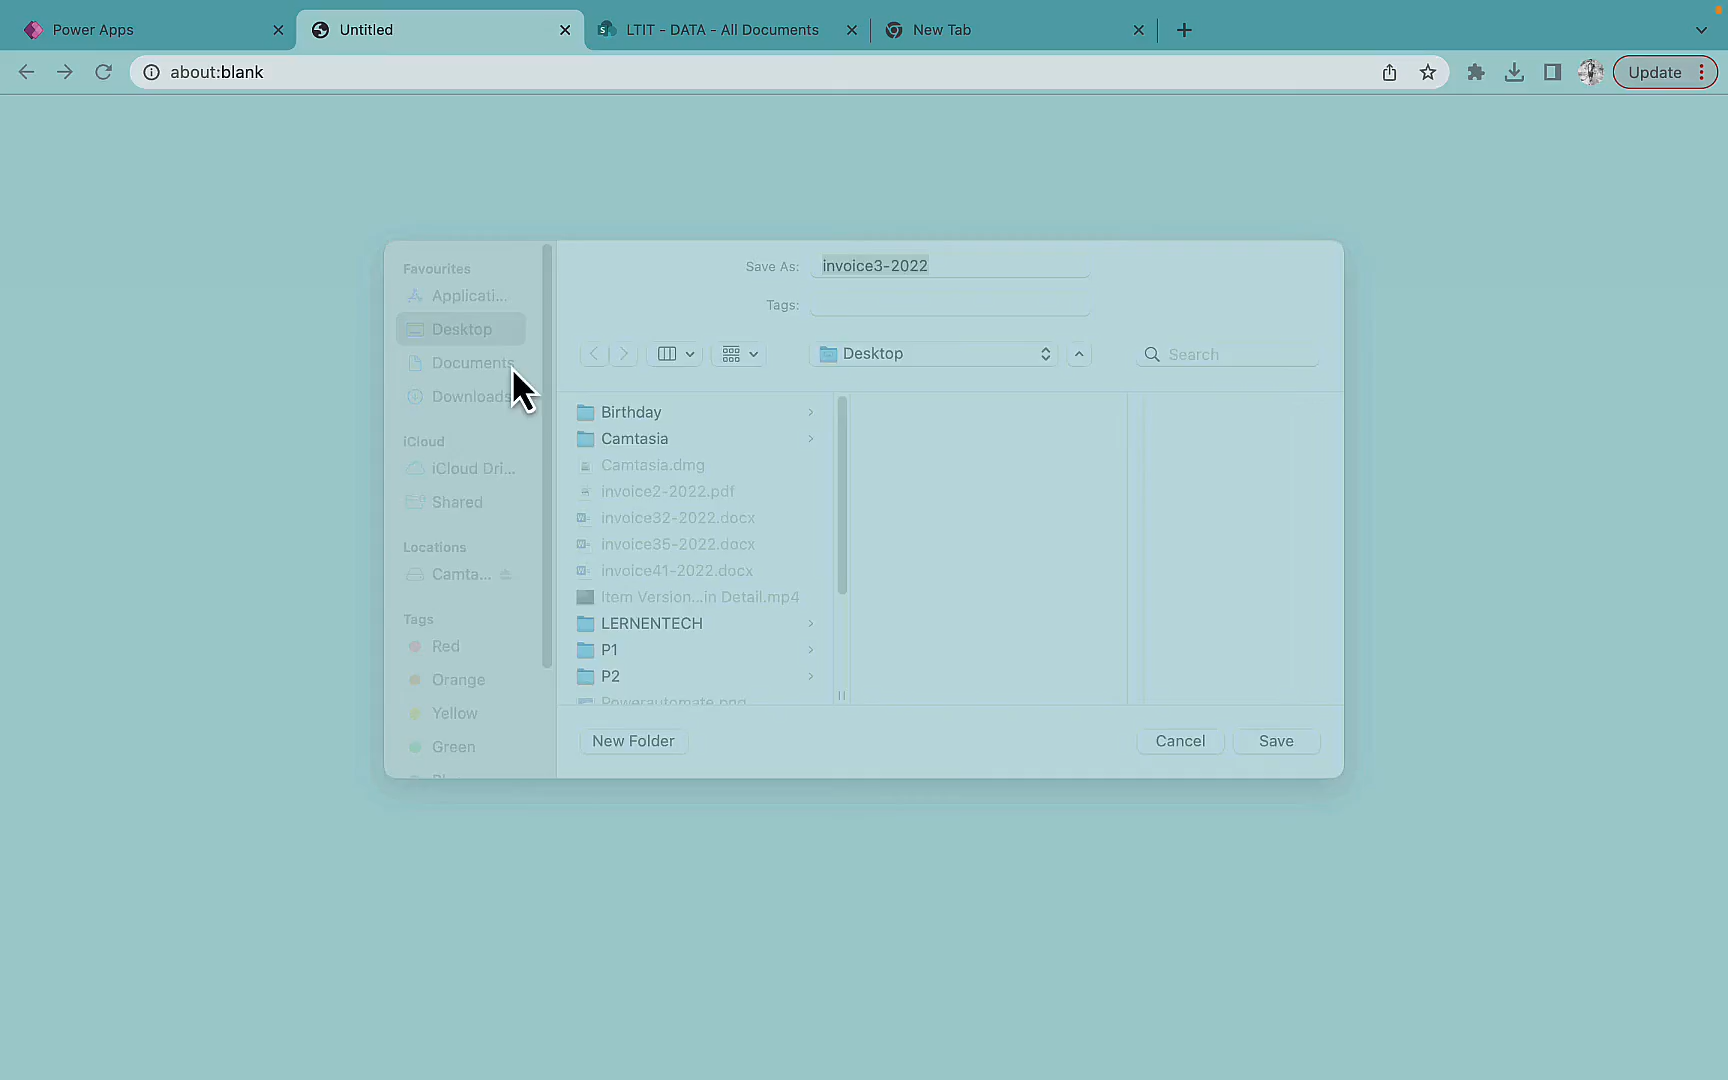 Power Apps
Untitled
LTIT - DATA - All Documents
New Tab
about:blank
Update
Favourites
Applicati...
Desktop
Documents
Downloads
iCloud
iCloud Dri...
Shared
Locations
Camta...
Tags
Red
Orange
Yellow
Green
Save As:
invoice3-2022
Tags:
Desktop
Search
Birthday
Camtasia
Camtasia.dmg
invoice2-2022.pdf
invoice32-2022.docx
invoice35-2022.docx
invoice41-2022.docx
Item Version...in Detail.mp4
LERNENTECH
P1
P2
Powerautomate.png
New Folder
Cancel
Save